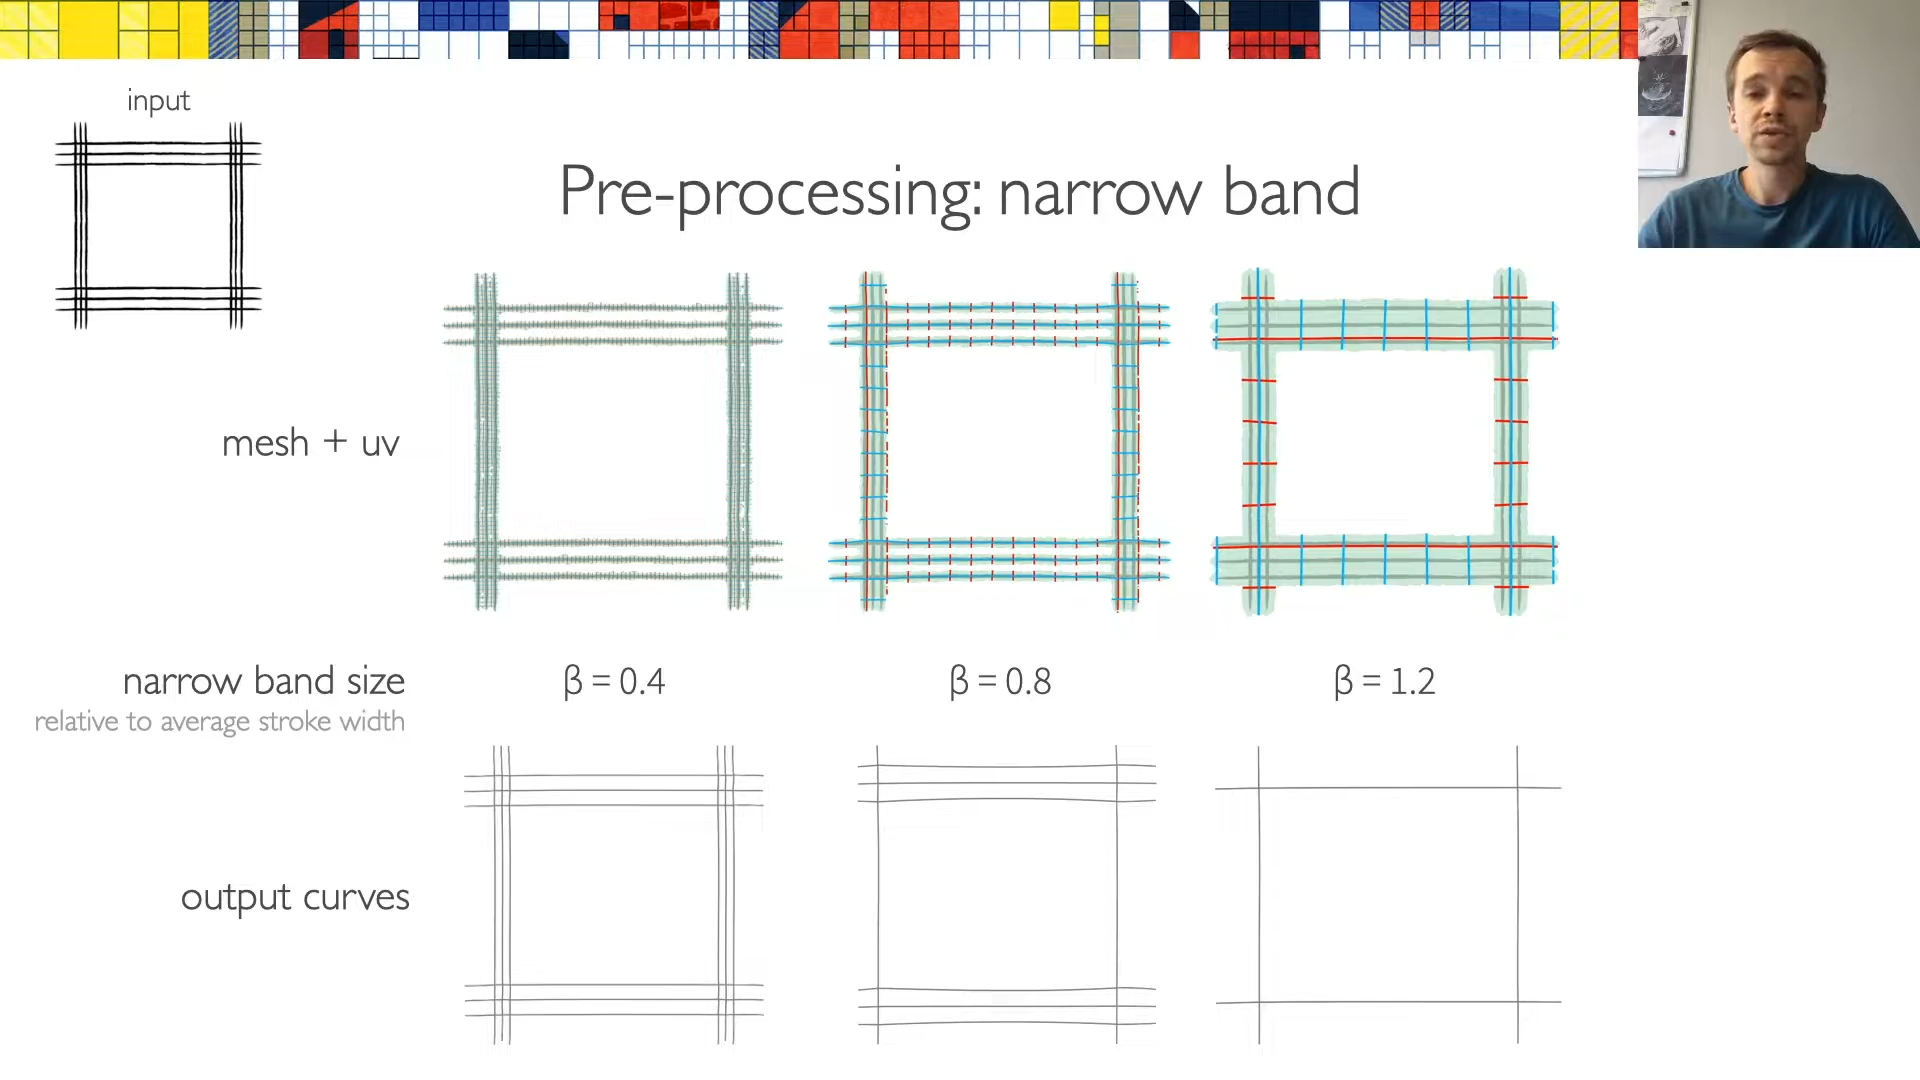 input
Pre-processing: narrow band
mesh + uv
narrow band size
relative to average stroke width
β = 0.4
β = 0.8
β = 1.2
output curves